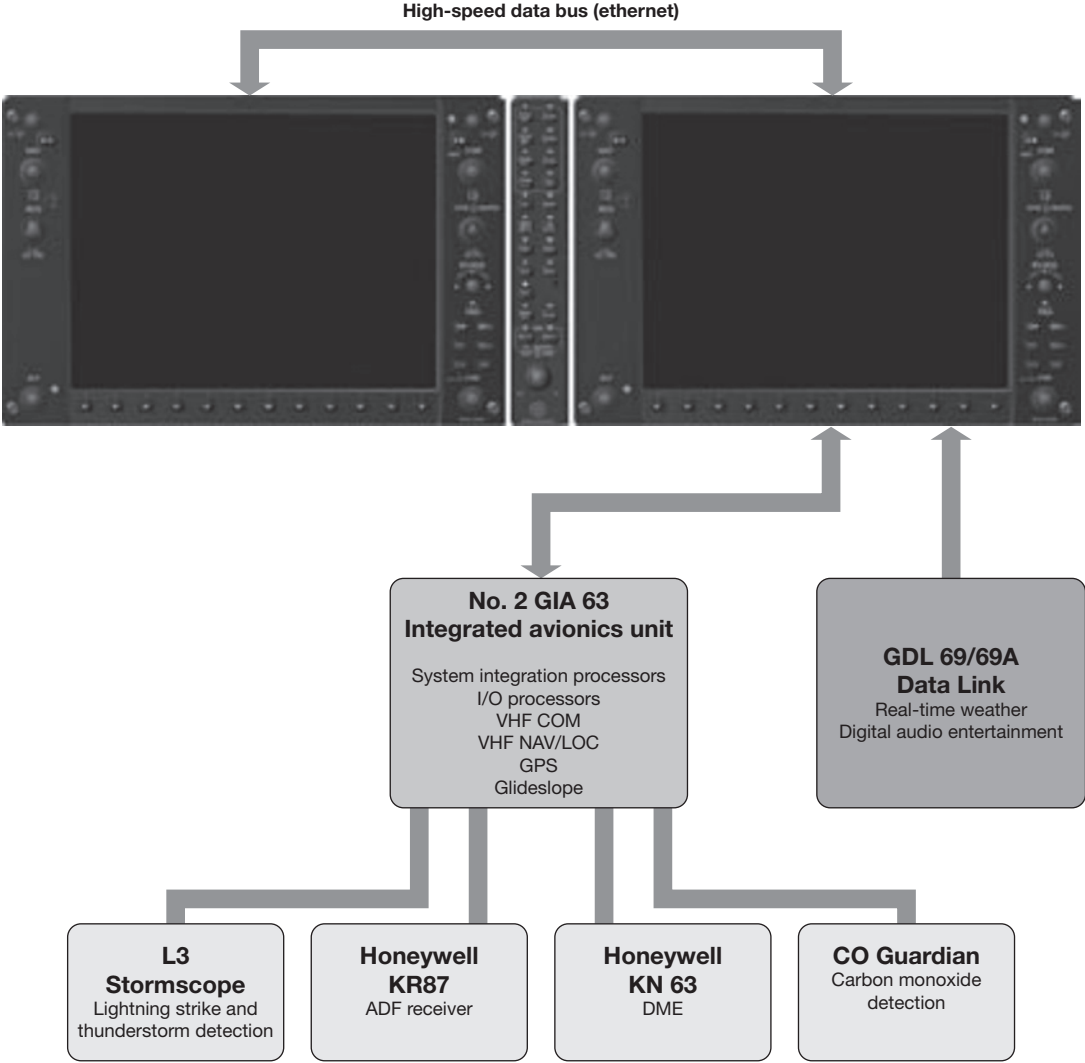 High-speed data bus (ethernet)
No. 2 GIA 63
Integrated avionics unit
System integration processors
I/O processors
VHF COM
VHF NAV/LOC
GPS
Glideslope
GDL 69/69A
Data Link
Real-time weather
Digital audio entertainment
L3
Stormscope
Lightning strike and
thunderstorm detection
Honeywell
KR87
ADF receiver
Honeywell
KN 63
DME
CO Guardian
Carbon monoxide
detection